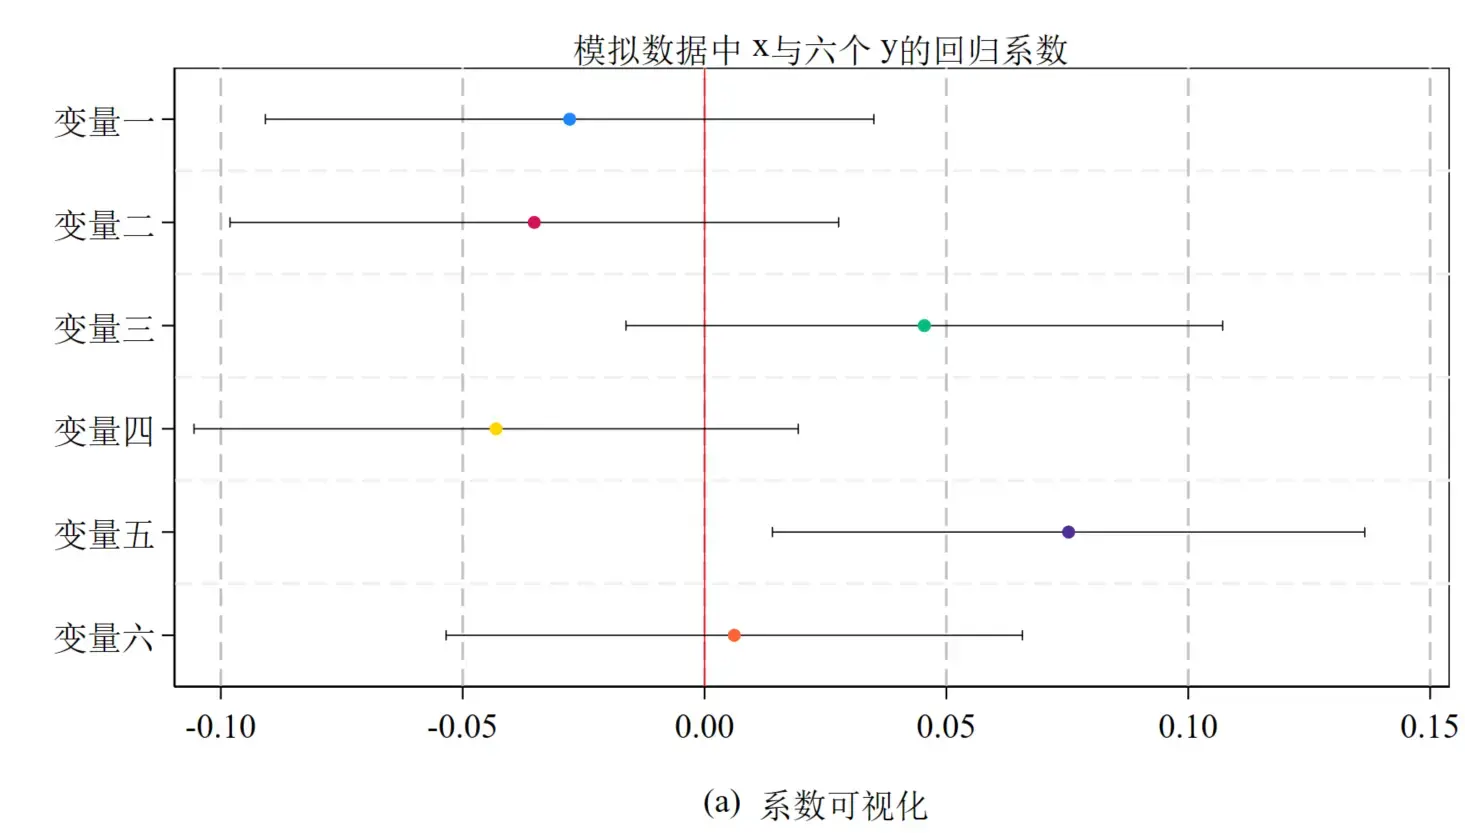 模拟数据中 x与六个 y的回归系数
变量一
变量二
变量三
变量四
变量五
变量六
-0.10 -0.05 0.00 0.05 0.10 0.15
(a) 系数可视化